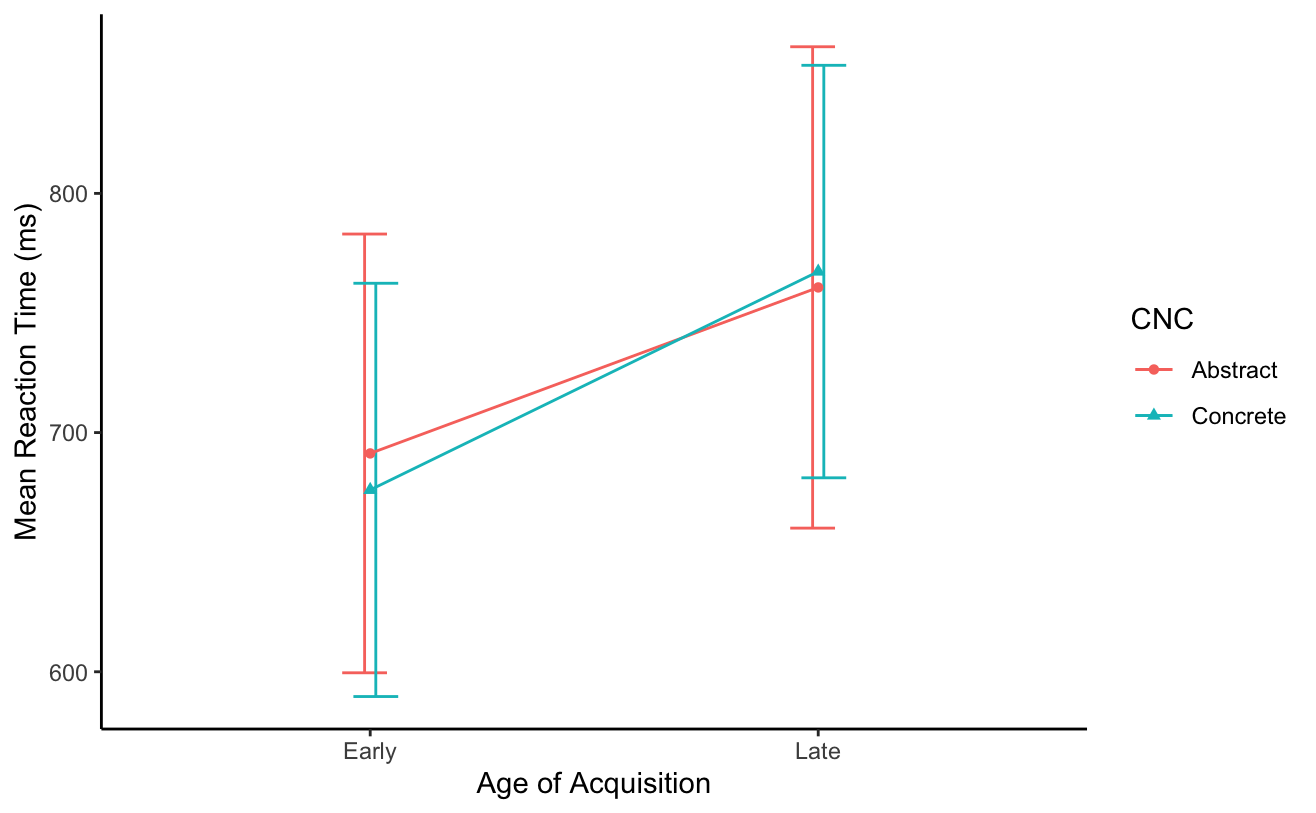 Mean Reaction Time (ms)
800
700
600
Early
Late
Age of Acquisition
CNC
Abstract
Concrete